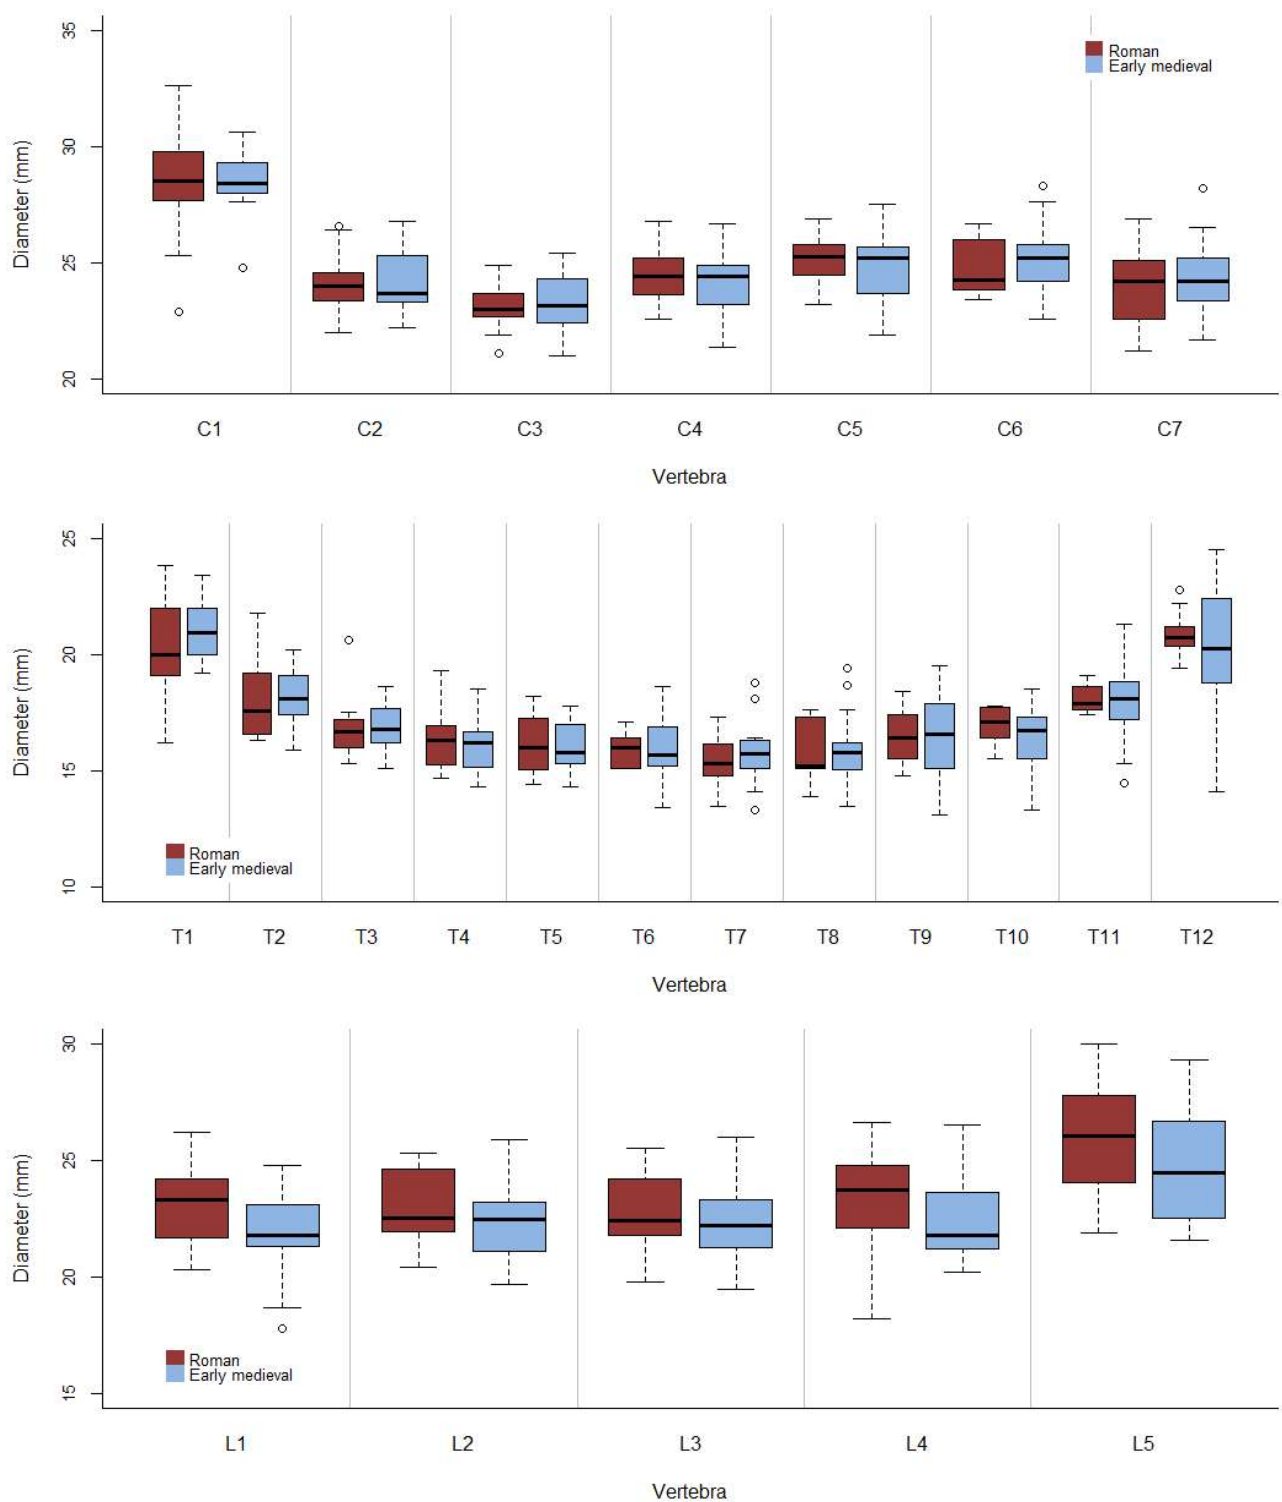 35
30
25
20
Diameter (mm)
Roman
Early medieval
C1 C2 C3 C4 C5 C6 C7
Vertebra
25
20
15
10
Diameter (mm)
Roman
Early medieval
T1 T2 T3 T4 T5 T6 T7 T8 T9 T10 T11 T12
Vertebra
30
25
20
15
Diameter (mm)
Roman
Early medieval
L1 L2 L3 L4 L5
Vertebra